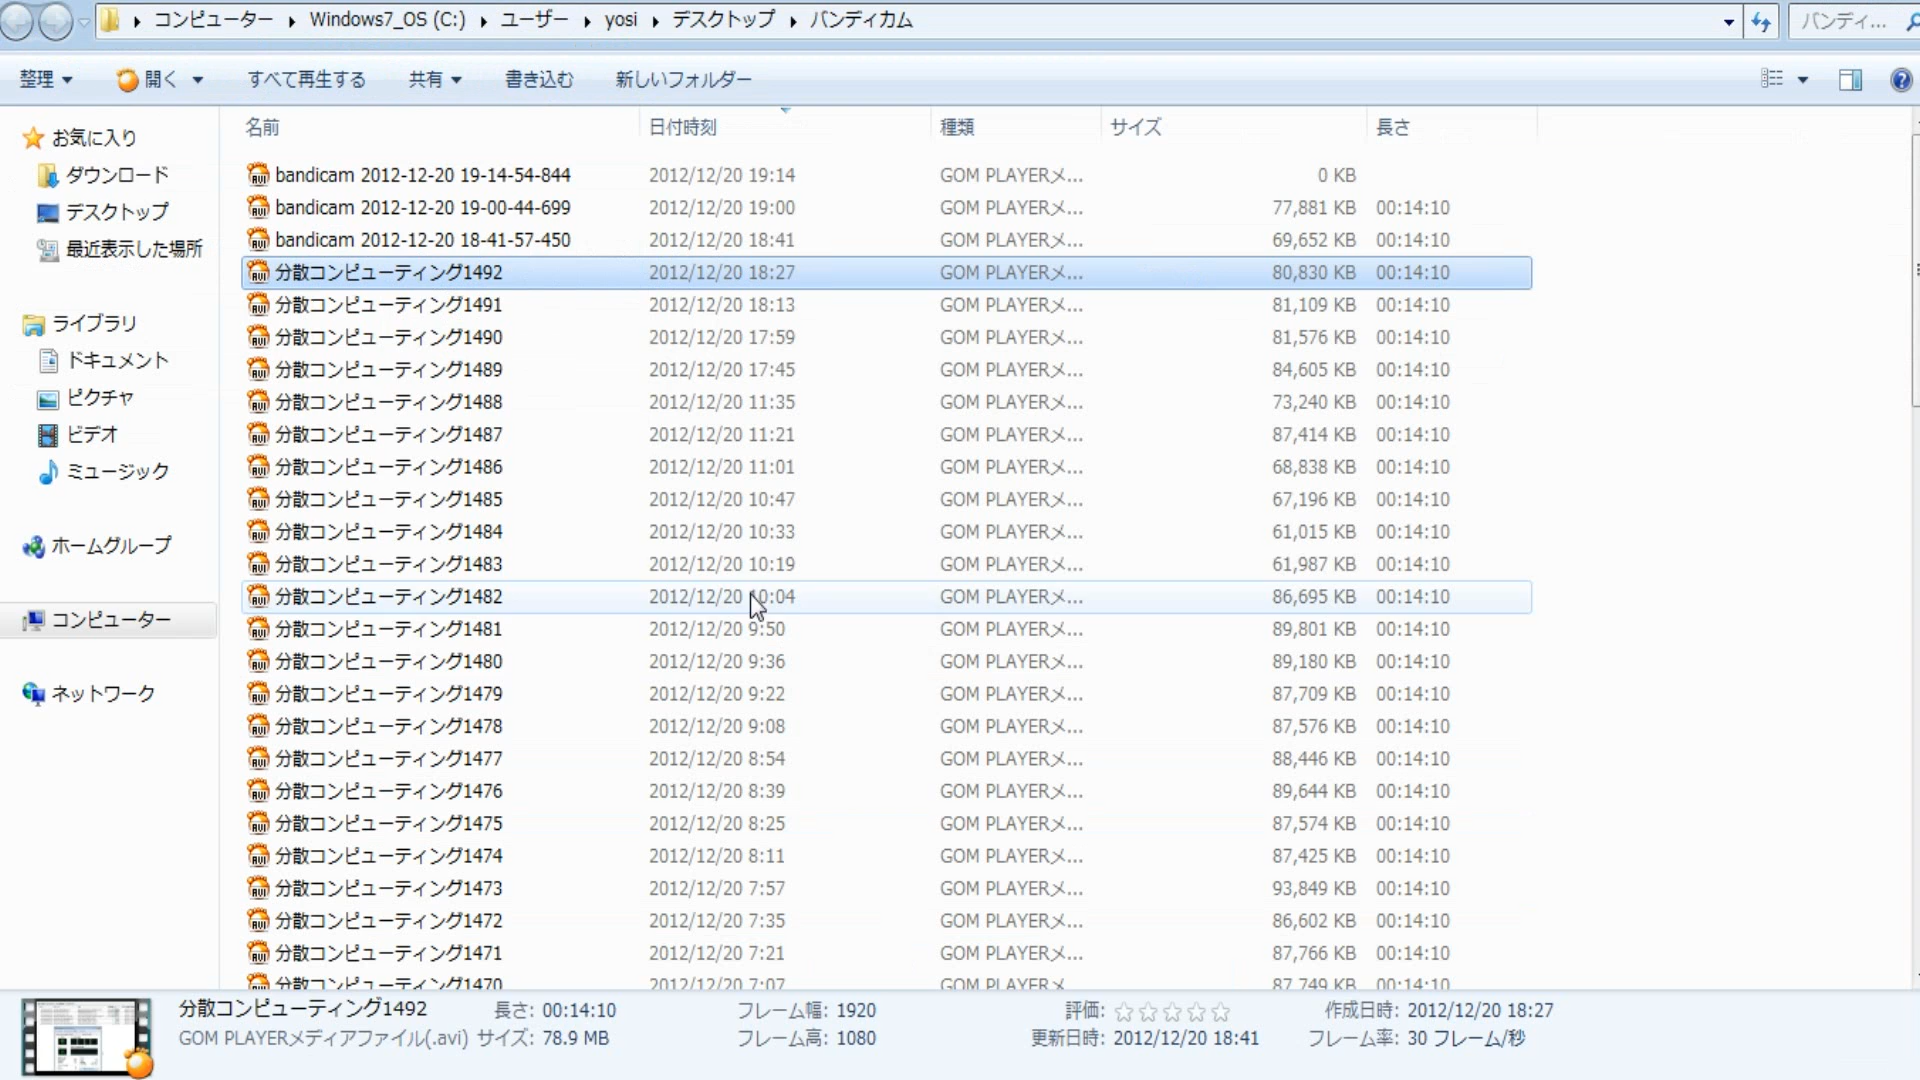 コンピューター ▸ Windows7_OS (C:) ▸ ユーザー ▸ yosi ▸ デスクトップ ▸ バンディカム
バンディ...
整理 開く すべて再生する 共有 書き込む 新しいフォルダー
お気に入り
ダウンロード
デスクトップ
最近表示した場所
ライブラリ
ドキュメント
ピクチャ
ビデオ
ミュージック
ホームグループ
コンピューター
ネットワーク
名前 日付時刻 種類 サイズ 長さ
bandicam 2012-12-20 19-14-54-844 2012/12/20 19:14 GOM PLAYERメ... 0 KB
bandicam 2012-12-20 19-00-44-699 2012/12/20 19:00 GOM PLAYERメ... 77,881 KB 00:14:10
bandicam 2012-12-20 18-41-57-450 2012/12/20 18:41 GOM PLAYERメ... 69,652 KB 00:14:10
分散コンピューティング1492 2012/12/20 18:27 GOM PLAYERメ... 80,830 KB 00:14:10
分散コンピューティング1491 2012/12/20 18:13 GOM PLAYERメ... 81,109 KB 00:14:10
分散コンピューティング1490 2012/12/20 17:59 GOM PLAYERメ... 81,576 KB 00:14:10
分散コンピューティング1489 2012/12/20 17:45 GOM PLAYERメ... 84,605 KB 00:14:10
分散コンピューティング1488 2012/12/20 11:35 GOM PLAYERメ... 73,240 KB 00:14:10
分散コンピューティング1487 2012/12/20 11:21 GOM PLAYERメ... 87,414 KB 00:14:10
分散コンピューティング1486 2012/12/20 11:01 GOM PLAYERメ... 68,838 KB 00:14:10
分散コンピューティング1485 2012/12/20 10:47 GOM PLAYERメ... 67,196 KB 00:14:10
分散コンピューティング1484 2012/12/20 10:33 GOM PLAYERメ... 61,015 KB 00:14:10
分散コンピューティング1483 2012/12/20 10:19 GOM PLAYERメ... 61,987 KB 00:14:10
分散コンピューティング1482 2012/12/20 10:04 GOM PLAYERメ... 86,695 KB 00:14:10
分散コンピューティング1481 2012/12/20 9:50 GOM PLAYERメ... 89,801 KB 00:14:10
分散コンピューティング1480 2012/12/20 9:36 GOM PLAYERメ... 89,180 KB 00:14:10
分散コンピューティング1479 2012/12/20 9:22 GOM PLAYERメ... 87,709 KB 00:14:10
分散コンピューティング1478 2012/12/20 9:08 GOM PLAYERメ... 87,576 KB 00:14:10
分散コンピューティング1477 2012/12/20 8:54 GOM PLAYERメ... 88,446 KB 00:14:10
分散コンピューティング1476 2012/12/20 8:39 GOM PLAYERメ... 89,644 KB 00:14:10
分散コンピューティング1475 2012/12/20 8:25 GOM PLAYERメ... 87,574 KB 00:14:10
分散コンピューティング1474 2012/12/20 8:11 GOM PLAYERメ... 87,425 KB 00:14:10
分散コンピューティング1473 2012/12/20 7:57 GOM PLAYERメ... 93,849 KB 00:14:10
分散コンピューティング1472 2012/12/20 7:35 GOM PLAYERメ... 86,602 KB 00:14:10
分散コンピューティング1471 2012/12/20 7:21 GOM PLAYERメ... 87,766 KB 00:14:10
分散コンピューティング1470 2012/12/20 7:07 GOM PLAYERメ... 87,749 KB 00:14:10
分散コンピューティング1492 長さ: 00:14:10 フレーム幅: 1920 評価: 作成日時: 2012/12/20 18:27
GOM PLAYERメディアファイル(.avi) サイズ: 78.9 MB フレーム高: 1080 更新日時: 2012/12/20 18:41 フレーム率: 30 フレーム/秒